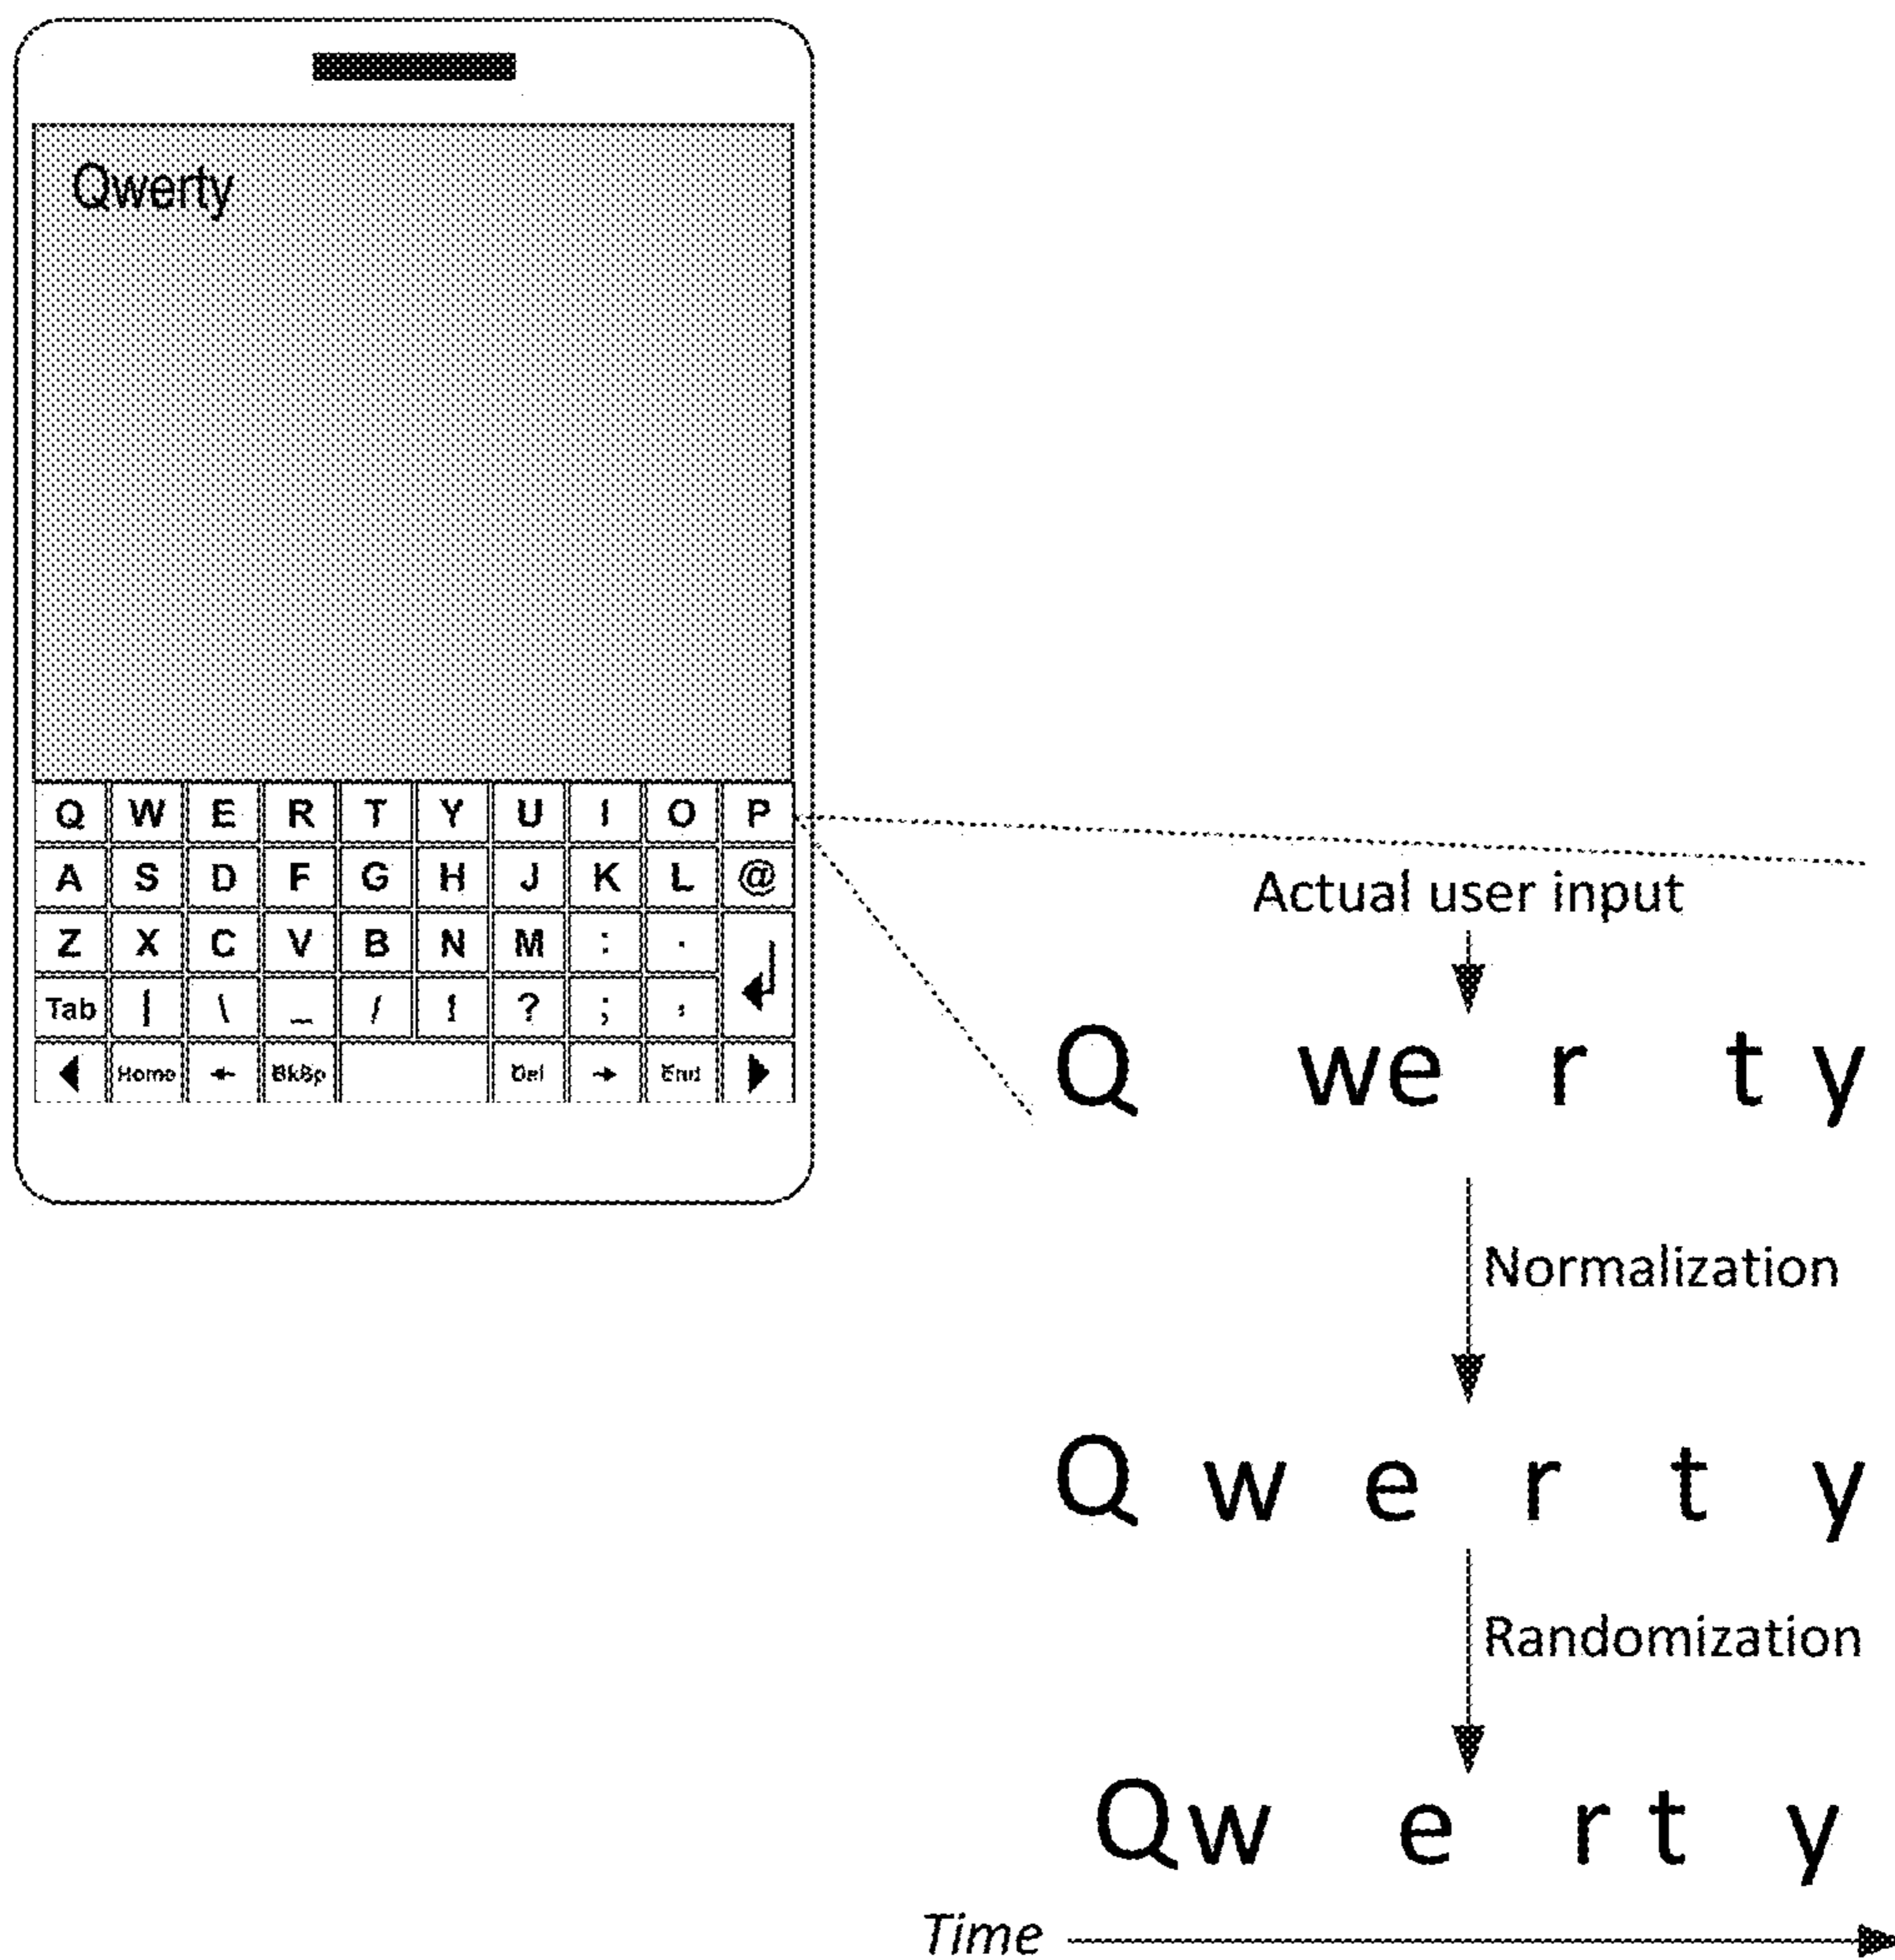 Qwerty
Q W E R T Y U I O P
A S D F G H J K L @
Z X C V B N M : .
Tab | \ _ / ! ? ; ,
Home ← BkSp Del → End
Actual user input
Q we r t y
Normalization
Q w e r t y
Randomization
Qw e r t y
Time